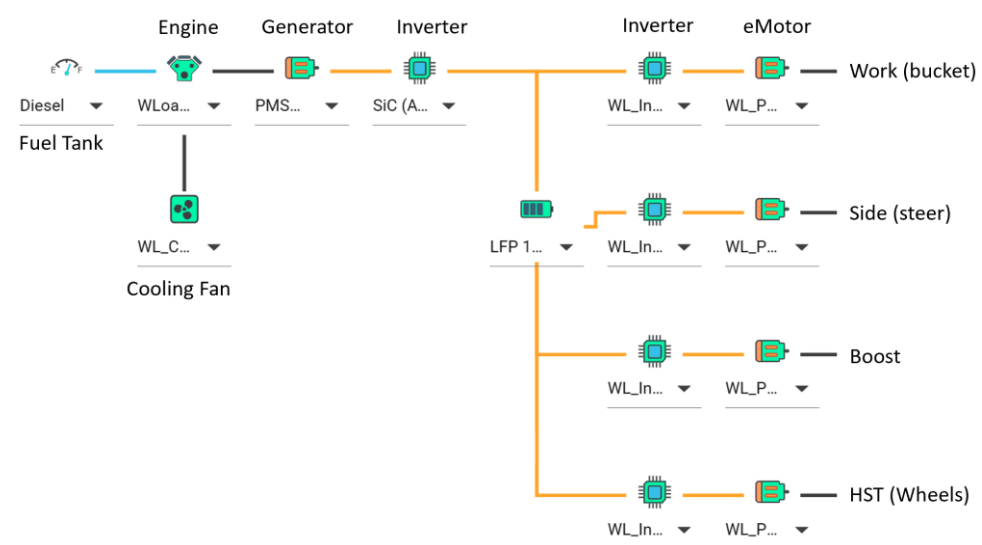 Engine Generator Inverter Inverter eMotor
E F
Work (bucket)
Diesel WLoa... PMS... SiC (A... WL_In... WL_P...
Fuel Tank
Side (steer)
WL_C... LFP 1... WL_In... WL_P...
Cooling Fan
Boost
WL_In... WL_P...
HST (Wheels)
WL_In... WL_P...